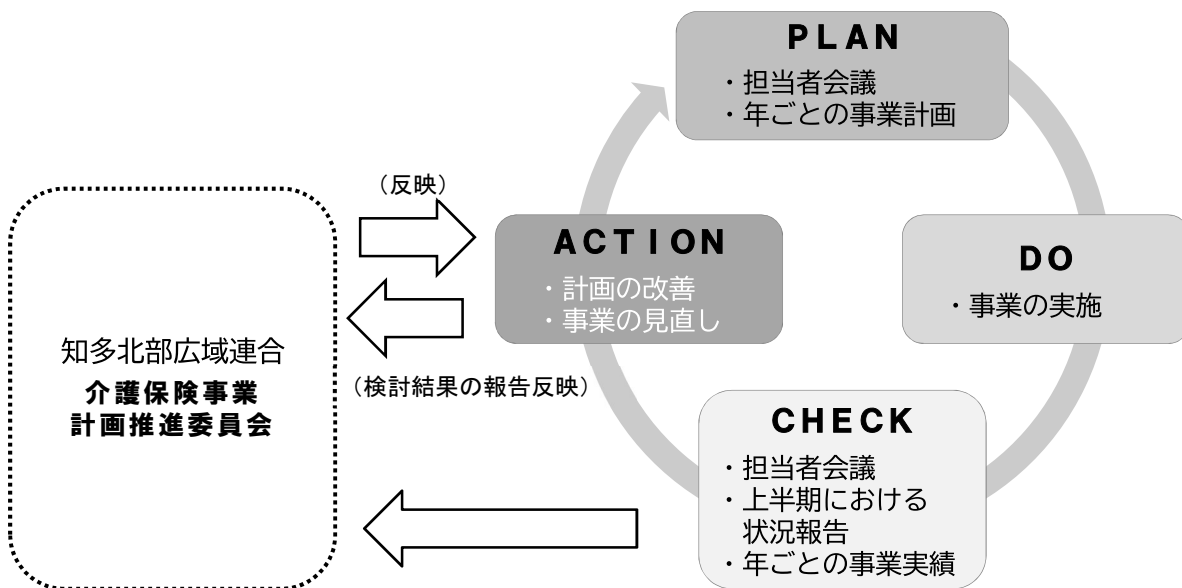 PLAN
・担当者会議
・年ごとの事業計画
（反映）
ACTION
・計画の改善
・事業の見直し
DO
・事業の実施
知多北部広域連合
介護保険事業
計画推進委員会
（検討結果の報告反映）
CHECK
・担当者会議
・上半期における
状況報告
・年ごとの事業実績